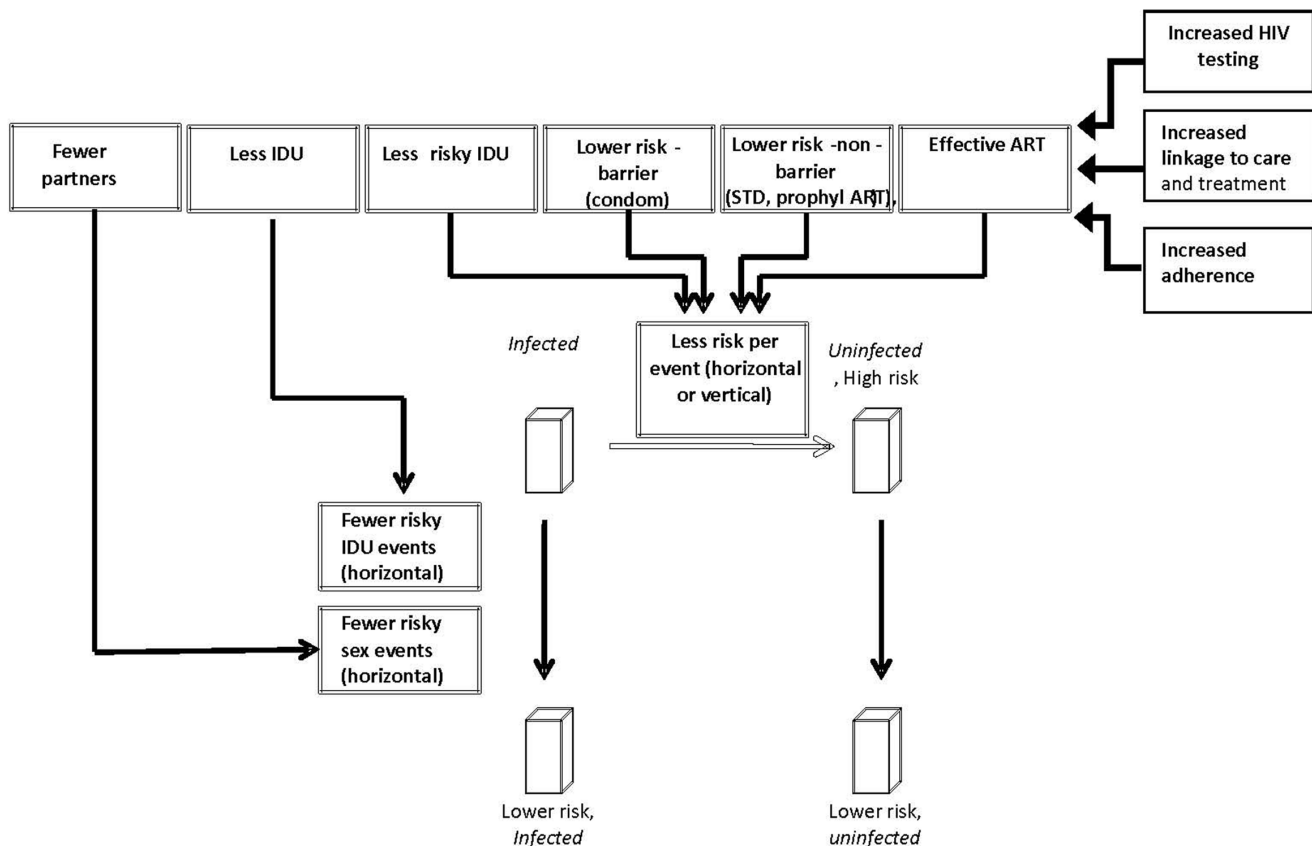 Increased HIV
testing
Fewer
partners
Less IDU
Less risky IDU
Lower risk -
barrier
(condom)
Lower risk -non -
barrier
(STD, prophyl ART),
Effective ART
Increased
linkage to care
and treatment
Increased
adherence
Infected
Less risk per
event (horizontal
or vertical)
Uninfected
, High risk
Fewer risky
IDU events
(horizontal)
Fewer risky
sex events
(horizontal)
Lower risk,
Infected
Lower risk,
uninfected